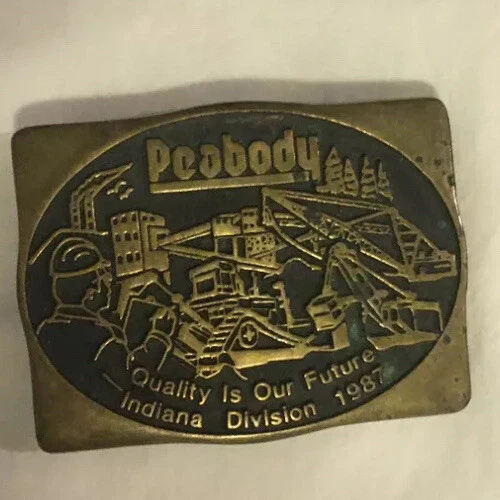 Peabody
Quality Is Our Future
—Indiana Division 1987